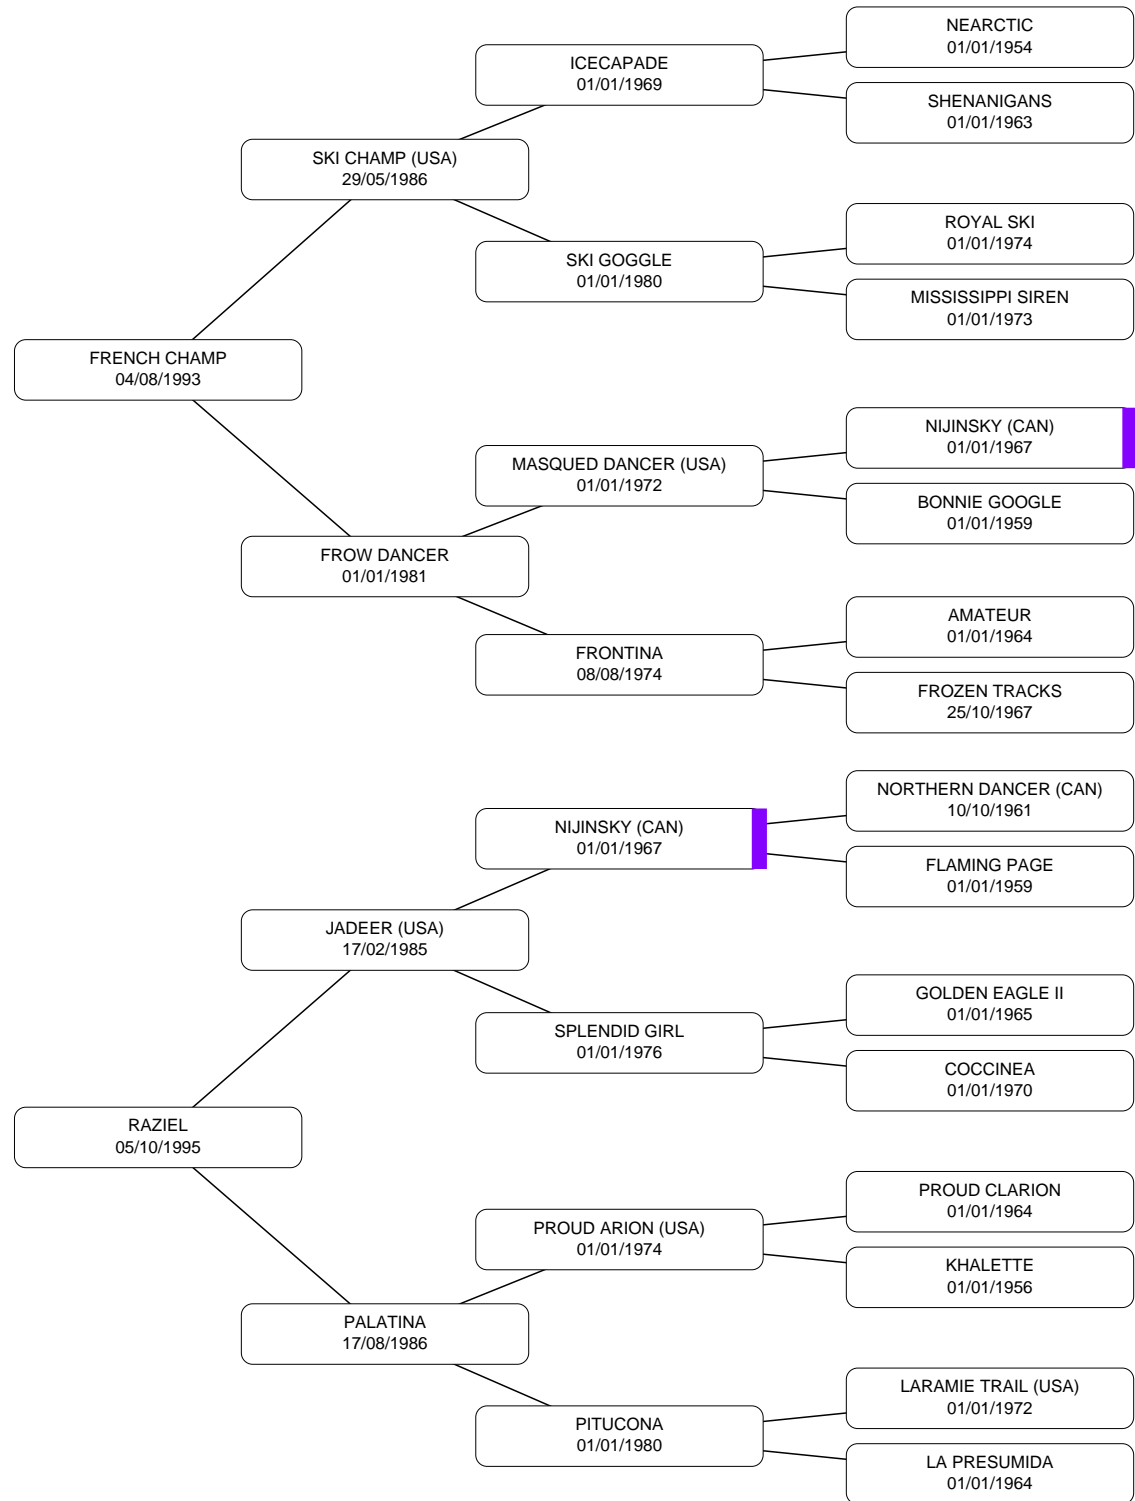 NEARCTIC
01/01/1954
ICECAPADE
01/01/1969
SHENANIGANS
01/01/1963
SKI CHAMP (USA)
29/05/1986
ROYAL SKI
01/01/1974
SKI GOGGLE
01/01/1980
MISSISSIPPI SIREN
01/01/1973
FRENCH CHAMP
04/08/1993
NIJINSKY (CAN)
01/01/1967
MASQUED DANCER (USA)
01/01/1972
BONNIE GOOGLE
01/01/1959
FROW DANCER
01/01/1981
AMATEUR
01/01/1964
FRONTINA
08/08/1974
FROZEN TRACKS
25/10/1967
NORTHERN DANCER (CAN)
10/10/1961
NIJINSKY (CAN)
01/01/1967
FLAMING PAGE
01/01/1959
JADEER (USA)
17/02/1985
GOLDEN EAGLE II
01/01/1965
SPLENDID GIRL
01/01/1976
COCCINEA
01/01/1970
RAZIEL
05/10/1995
PROUD CLARION
01/01/1964
PROUD ARION (USA)
01/01/1974
KHALETTE
01/01/1956
PALATINA
17/08/1986
LARAMIE TRAIL (USA)
01/01/1972
PITUCONA
01/01/1980
LA PRESUMIDA
01/01/1964